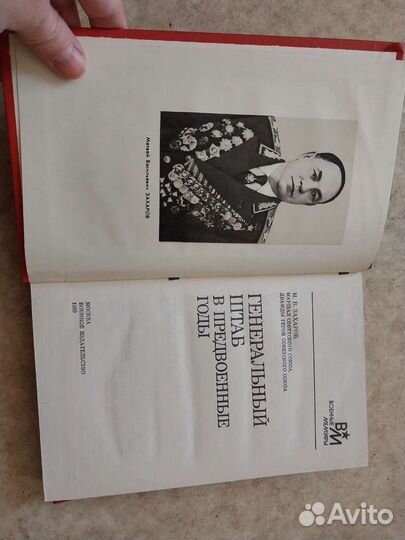 Матвей Васильевич ЗАХАРОВ
ВМ
ВОЕННЫЕ
МЕМУАРЫ
М. В. ЗАХАРОВ,
МАРШАЛ СОВЕТСКОГО СОЮЗА,
ДВАЖДЫ ГЕРОЙ СОВЕТСКОГО СОЮЗА
ГЕНЕРАЛЬНЫЙ
ШТАБ
В ПРЕДВОЕННЫЕ
ГОДЫ
МОСКВА
ВОЕННОЕ ИЗДАТЕЛЬСТВО
1989
Avito